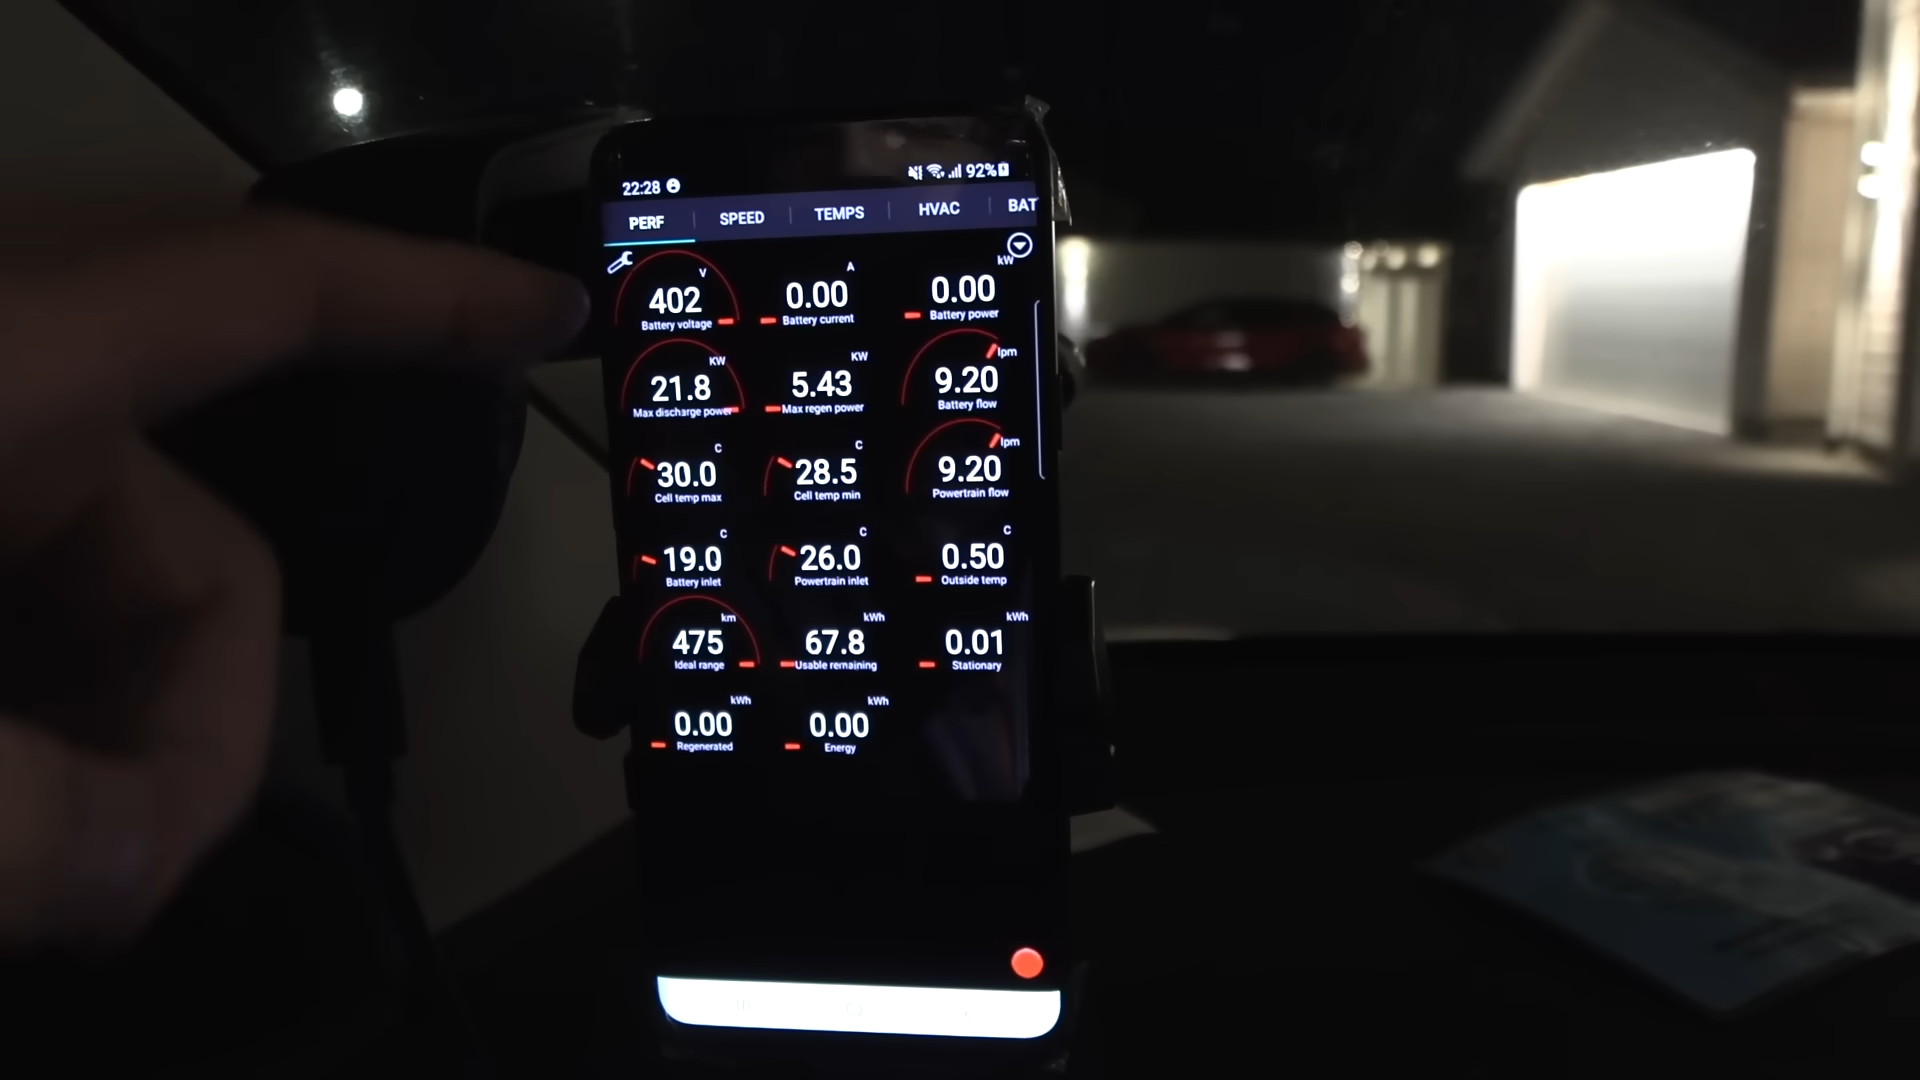 22:28 92%
PERF SPEED TEMPS HVAC BAT
V A kW
402 0.00 0.00
Battery voltage Battery current Battery power
KW KW lpm
21.8 5.43 9.20
Max discharge power Max regen power Battery flow
C C lpm
30.0 28.5 9.20
Cell temp max Cell temp min Powertrain flow
C C C
19.0 26.0 0.50
Battery inlet Powertrain inlet Outside temp
km kWh kWh
475 67.8 0.01
Ideal range Usable remaining Stationary
kWh kWh
0.00 0.00
Regenerated Energy